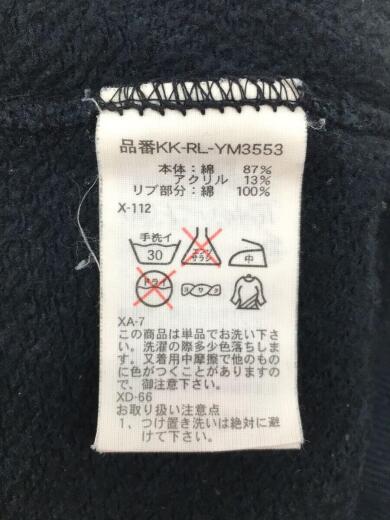 品番KK-RL-YM3553
本体：綿 87%
アクリル 13%
リブ部分：綿 100%
X-112
手洗イ
30
エンソ
サラシ
中
ドライ
ヨワク
XA-7
この商品は単品でお洗い下さ
い。洗濯の際多少色落ちしま
す。又着用中摩擦で他のもの
に色がつくことがありますの
で、御注意下さい。
XD-66
お取り扱い注意点
1、つけ置き洗いは絶対に避
けて下さい。